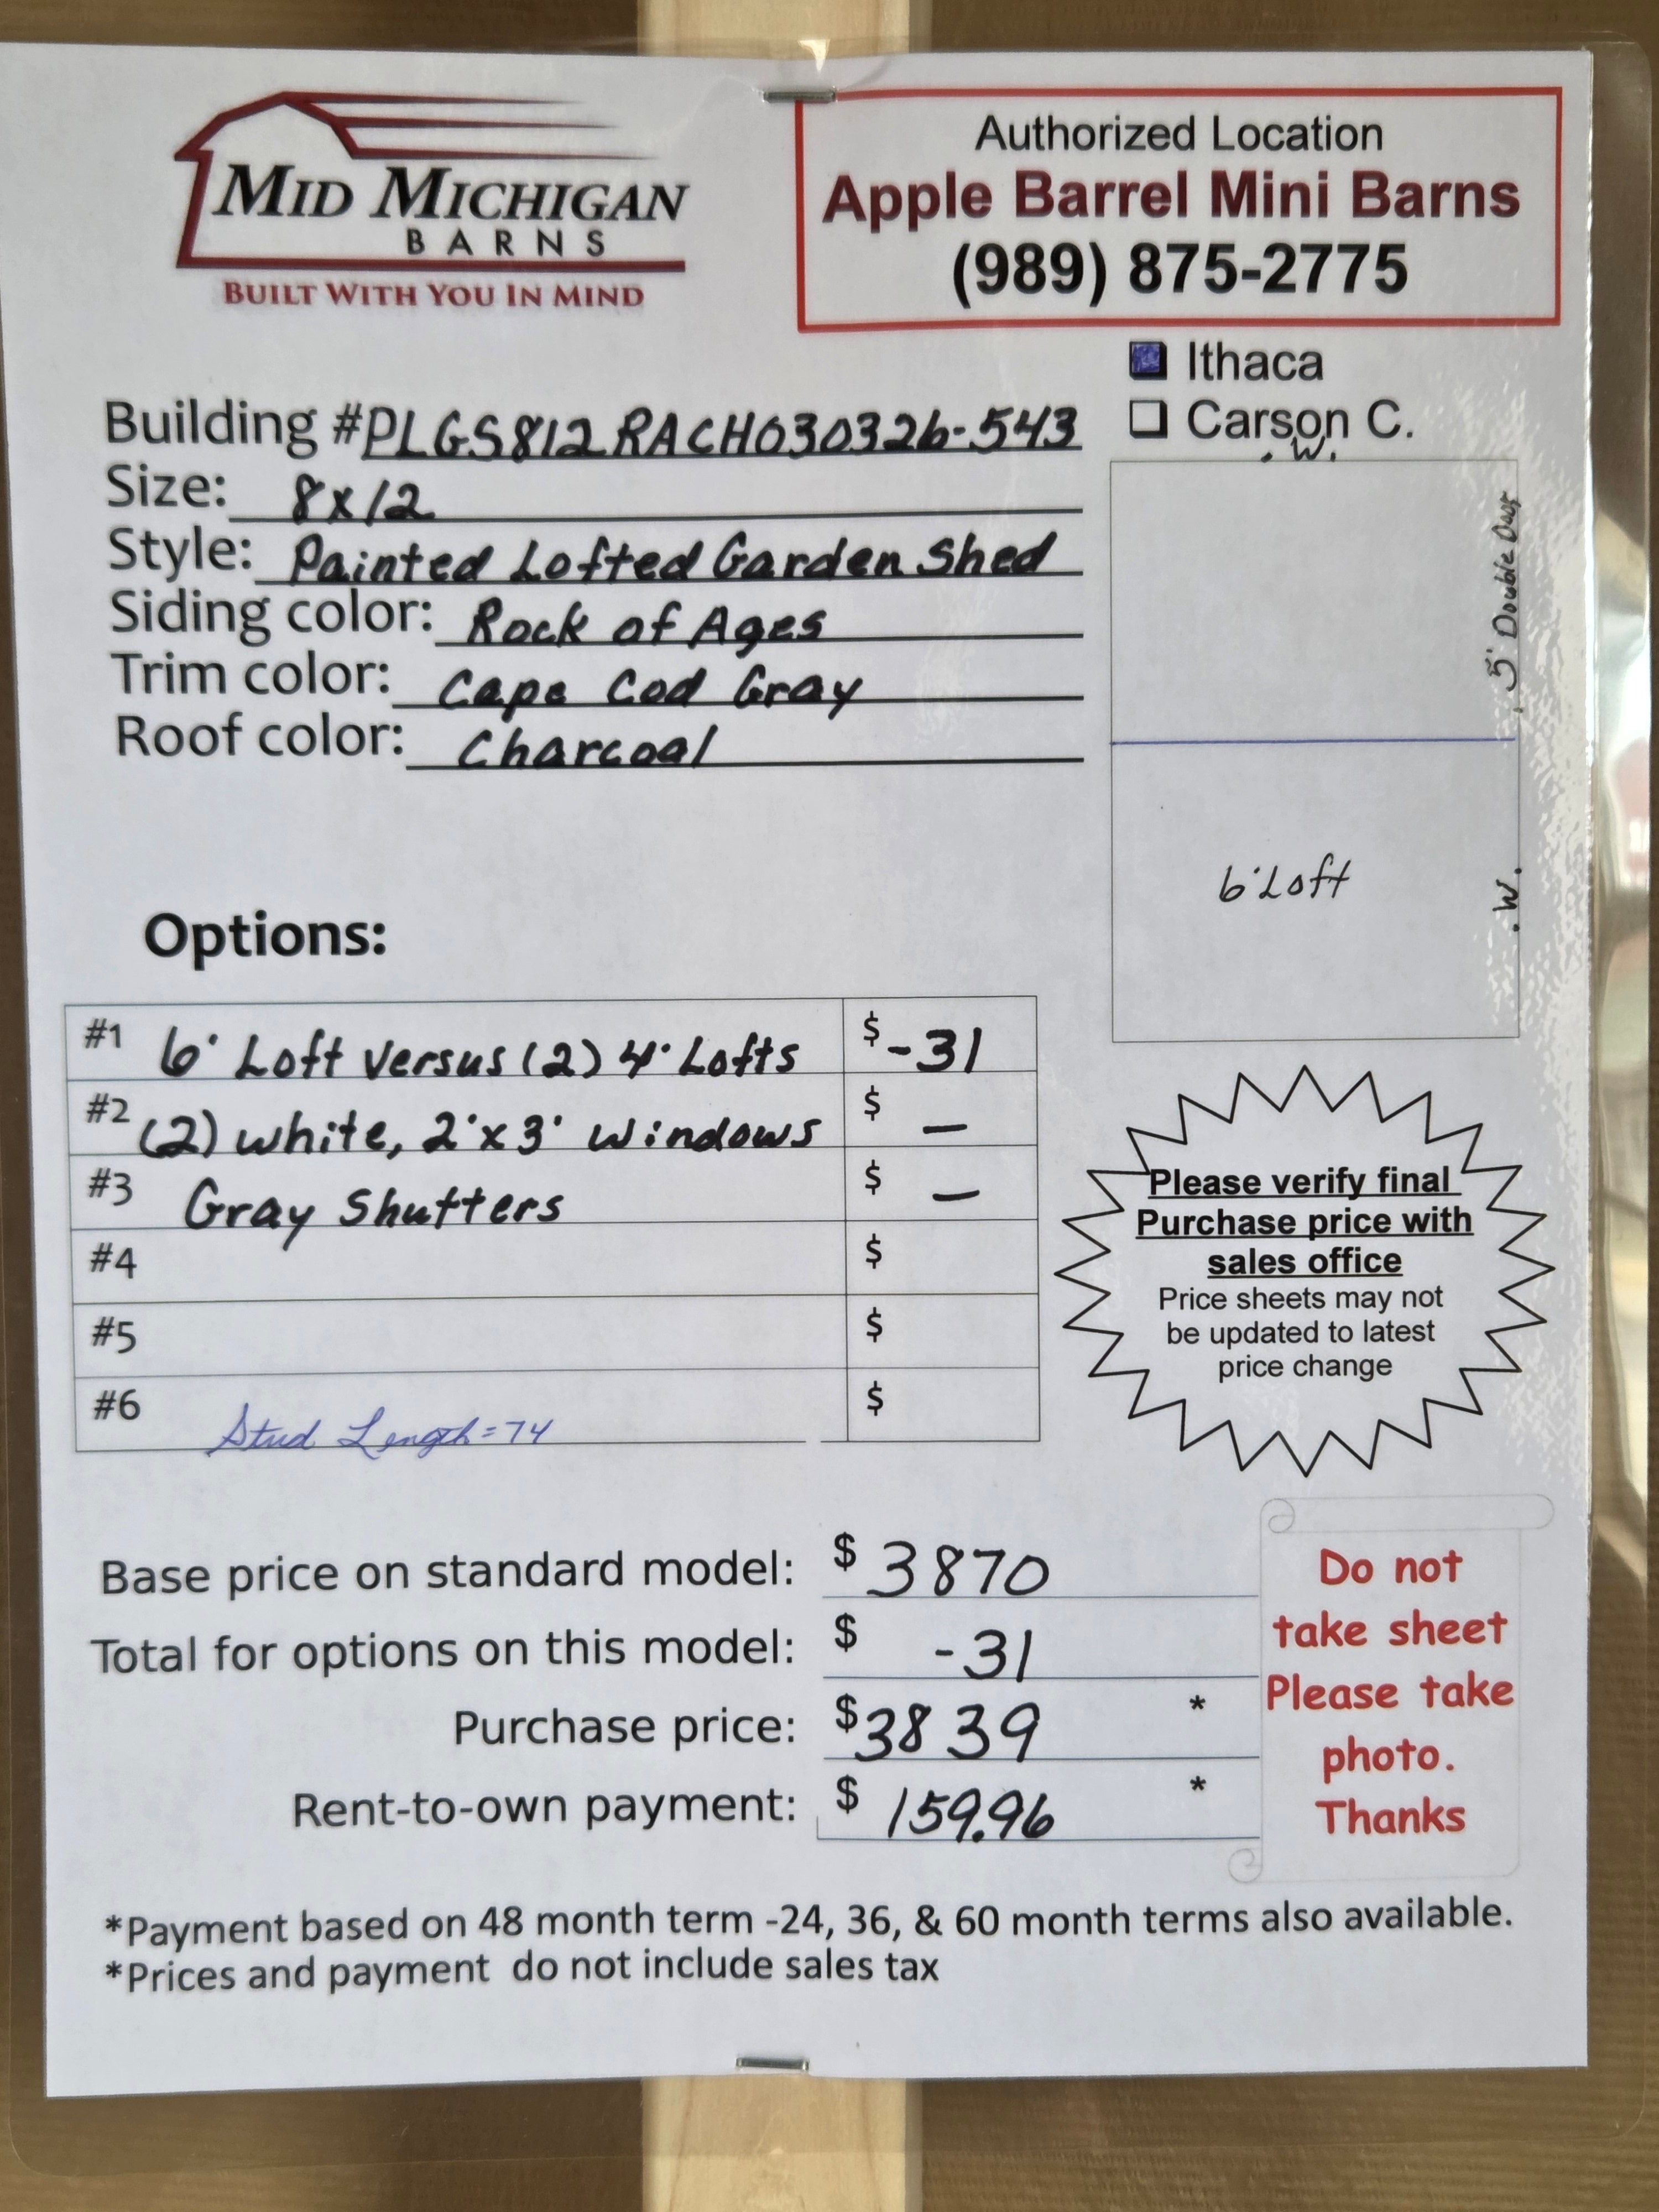 MID MICHIGAN
BARNS
BUILT WITH YOU IN MIND
Authorized Location
Apple Barrel Mini Barns
(989) 875-2775
Ithaca
Carson C.
Building #PLGS812RACH030326-543
Size: 8x12
Style: Painted Lofted Garden Shed
Siding color: Rock of Ages
Trim color: Cape Cod Gray
Roof color: Charcoal
.W.
5' Double Door
6' Loft
.W.
Options:
#1 6' Loft Versus (2) 4' Lofts $ -31
#2 (2) white, 2'x3' windows $ —
#3 Gray Shutters $ —
#4 $
#5 $
#6 Stud Length = 74 $
Please verify final
Purchase price with
sales office
Price sheets may not
be updated to latest
price change
Base price on standard model: $ 3870
Total for options on this model: $ -31
Purchase price: $3839 *
Rent-to-own payment: $ 159.96 *
Do not
take sheet
Please take
photo.
Thanks
*Payment based on 48 month term -24, 36, & 60 month terms also available.
*Prices and payment do not include sales tax